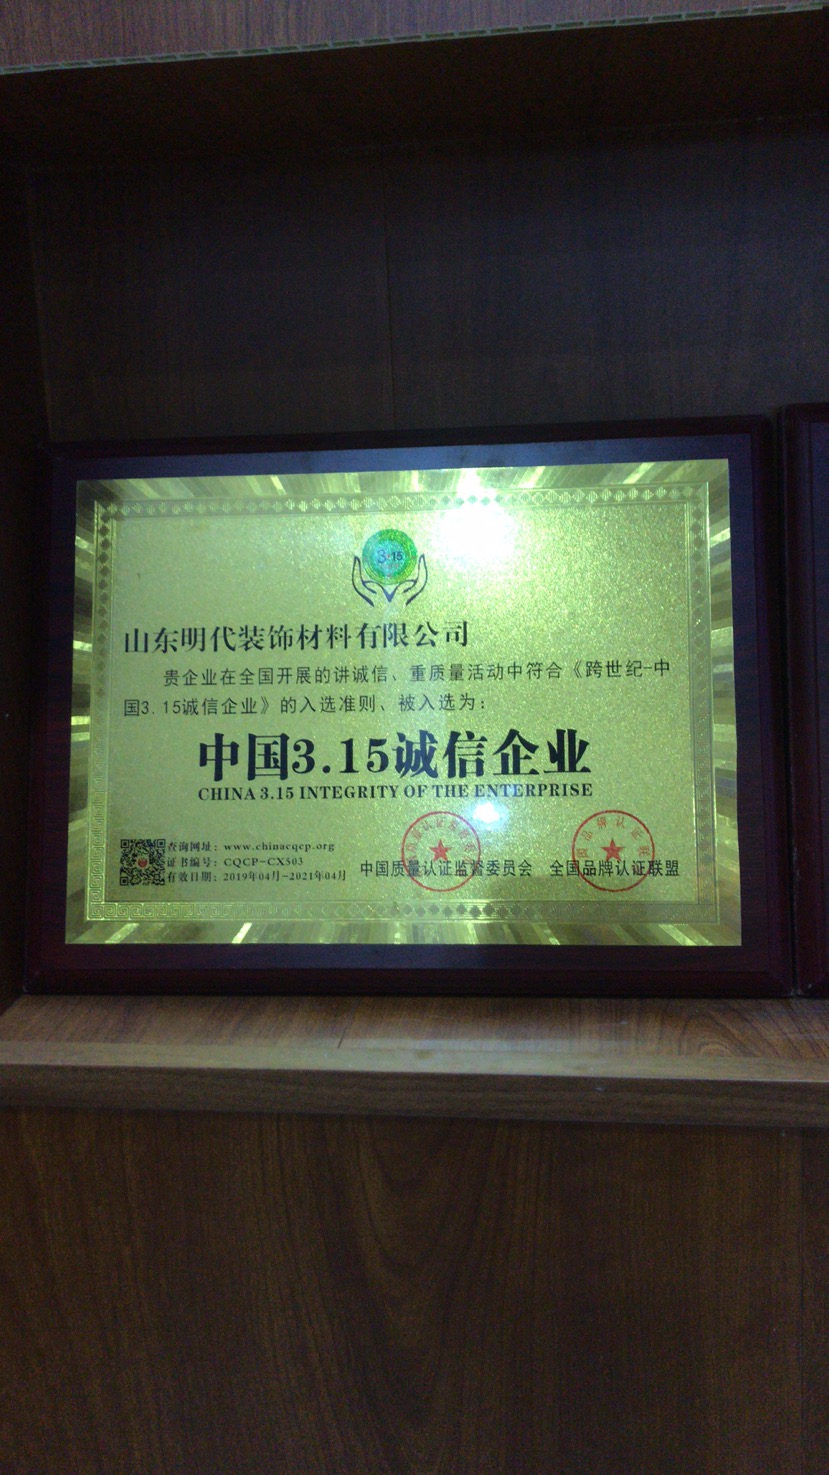 3·15
山东明代装饰材料有限公司
贵企业在全国开展的讲诚信、重质量活动中符合《跨世纪-中
国3.15诚信企业》的入选准则、被入选为:
中国3.15诚信企业
CHINA 3.15 INTEGRITY OF THE ENTERPRISE
查询网址: www.chinacqcp.org
证书编号: CQCP-CX503
有效日期: 2019年04月-2021年04月
中国质量认证监督委员会 全国品牌认证联盟